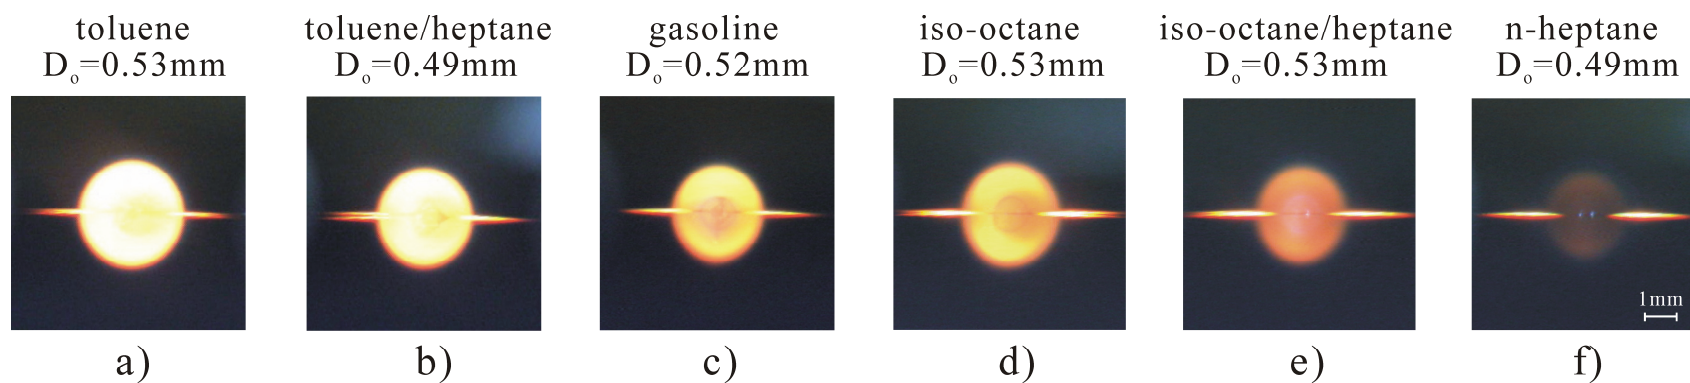 toluene
Do=0.53mm
toluene/heptane
Do=0.49mm
gasoline
Do=0.52mm
iso-octane
Do=0.53mm
iso-octane/heptane
Do=0.53mm
n-heptane
Do=0.49mm
1mm
a)
b)
c)
d)
e)
f)